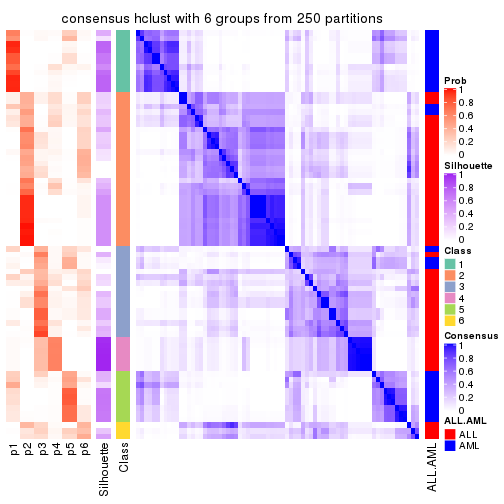 consensus hclust with 6 groups from 250 partitions
Prob
1
0.8
0.6
0.4
0.2
0
Silhouette
1
0.8
0.6
0.4
0.2
0
Class
1
2
3
4
5
6
Consensus
1
0.8
0.6
0.4
0.2
0
ALL.AML
ALL
AML
p1
p2
p3
p4
p5
p6
Silhouette
Class
ALL.AML